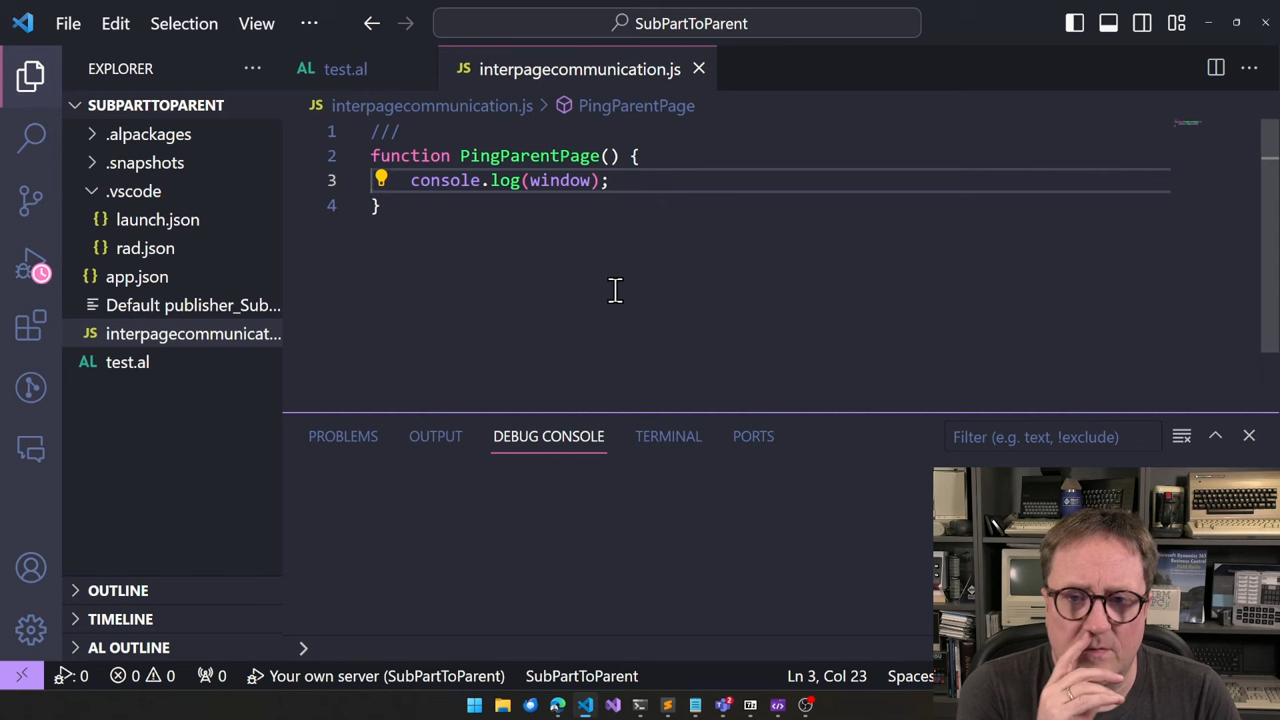 File Edit Selection View ··· SubPartToParent
EXPLORER ···
AL test.al
JS interpagecommunication.js
SUBPARTTOPARENT
.alpackages
.snapshots
.vscode
{} launch.json
{} rad.json
{} app.json
Default publisher_Sub...
JS interpagecommunicat...
AL test.al
OUTLINE
TIMELINE
AL OUTLINE
JS interpagecommunication.js > PingParentPage
1 ///
2 function PingParentPage() {
3 console.log(window);
4 }
PROBLEMS OUTPUT DEBUG CONSOLE TERMINAL PORTS Filter (e.g. text, !exclude)
0 0 0 0 Your own server (SubPartToParent) SubPartToParent Ln 3, Col 23 Spaces